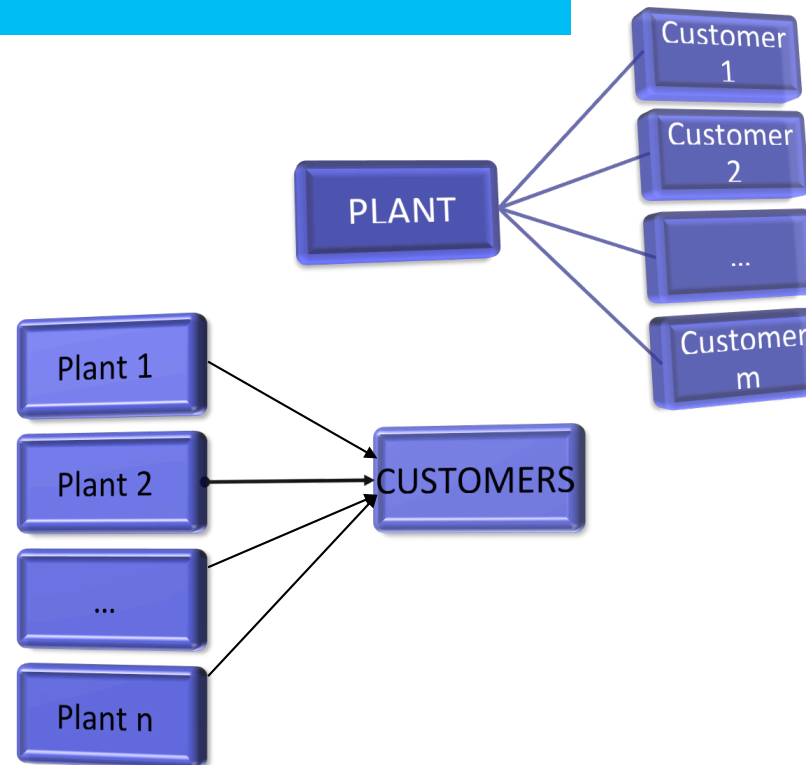 Customer
1
Customer
2
PLANT
...
Customer
m
Plant 1
Plant 2
CUSTOMERS
...
Plant n